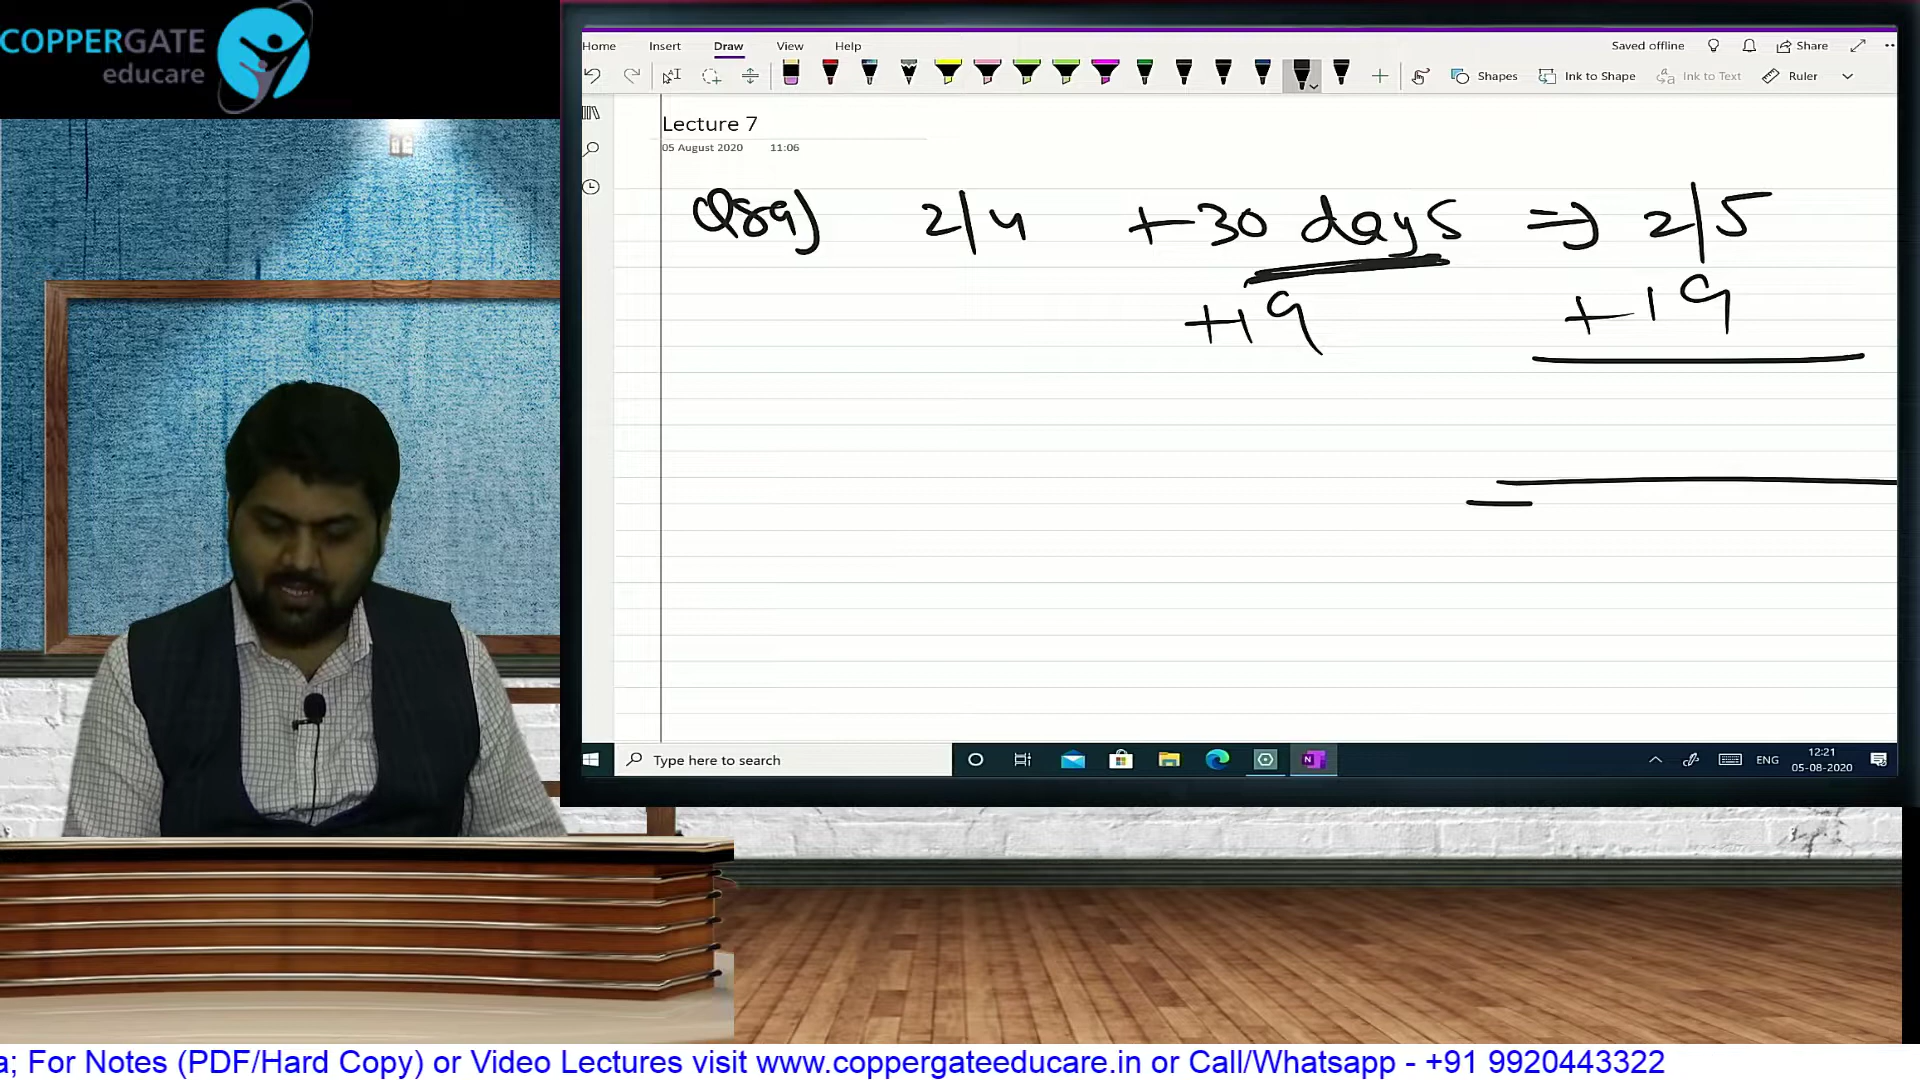 COPPERGATE
educare
Home Insert Draw View Help Saved offline Share
Shapes Ink to Shape Ink to Text Ruler
Lecture 7
05 August 2020 11:06
2/4 +30 days => 2/5
+19 +19
Type here to search
ENG
12:21
05-08-2020
a; For Notes (PDF/Hard Copy) or Video Lectures visit www.coppergateeducare.in or Call/Whatsapp - +91 9920443322